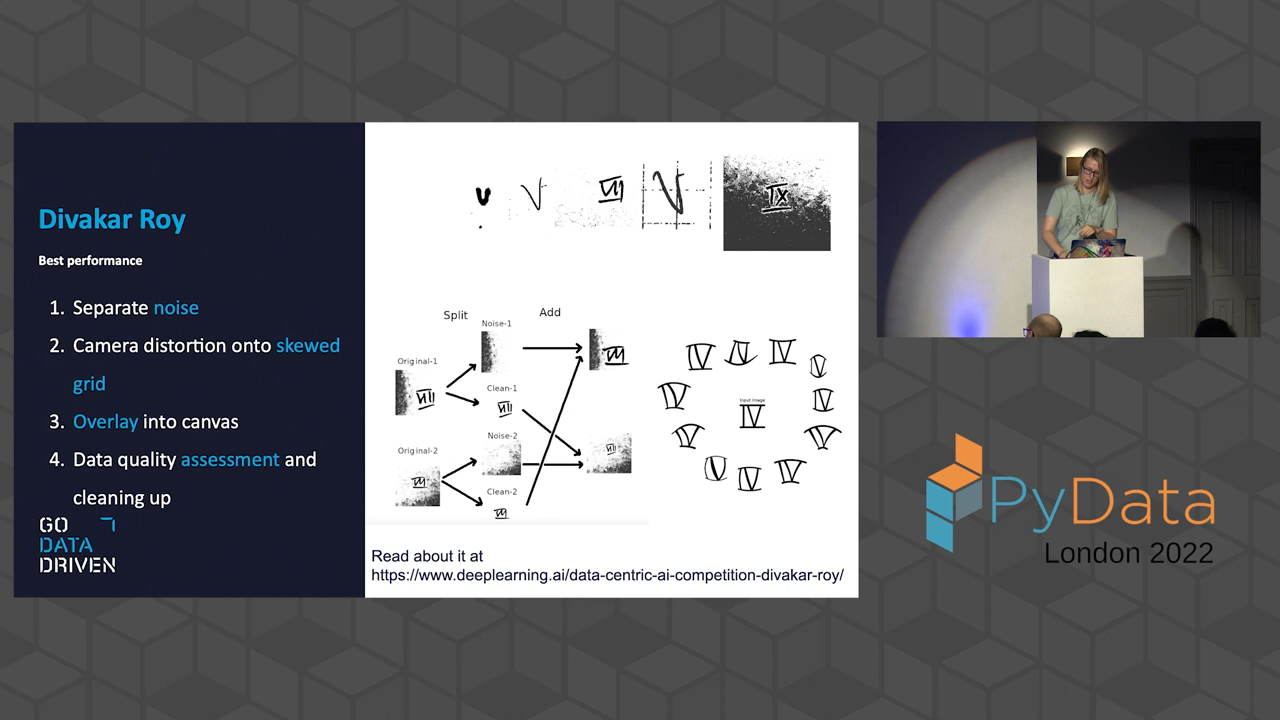 Divakar Roy
Best performance
1. Separate noise
2. Camera distortion onto skewed
grid
3. Overlay into canvas
4. Data quality assessment and
cleaning up
GO
DATA
DRIVEN
V V VII V IX
Split
Add
Noise-1
Original-1
Clean-1
Noise-2
Original-2
Clean-2
Input Image
IV
Read about it at
https://www.deeplearning.ai/data-centric-ai-competition-divakar-roy/
PyData
London 2022